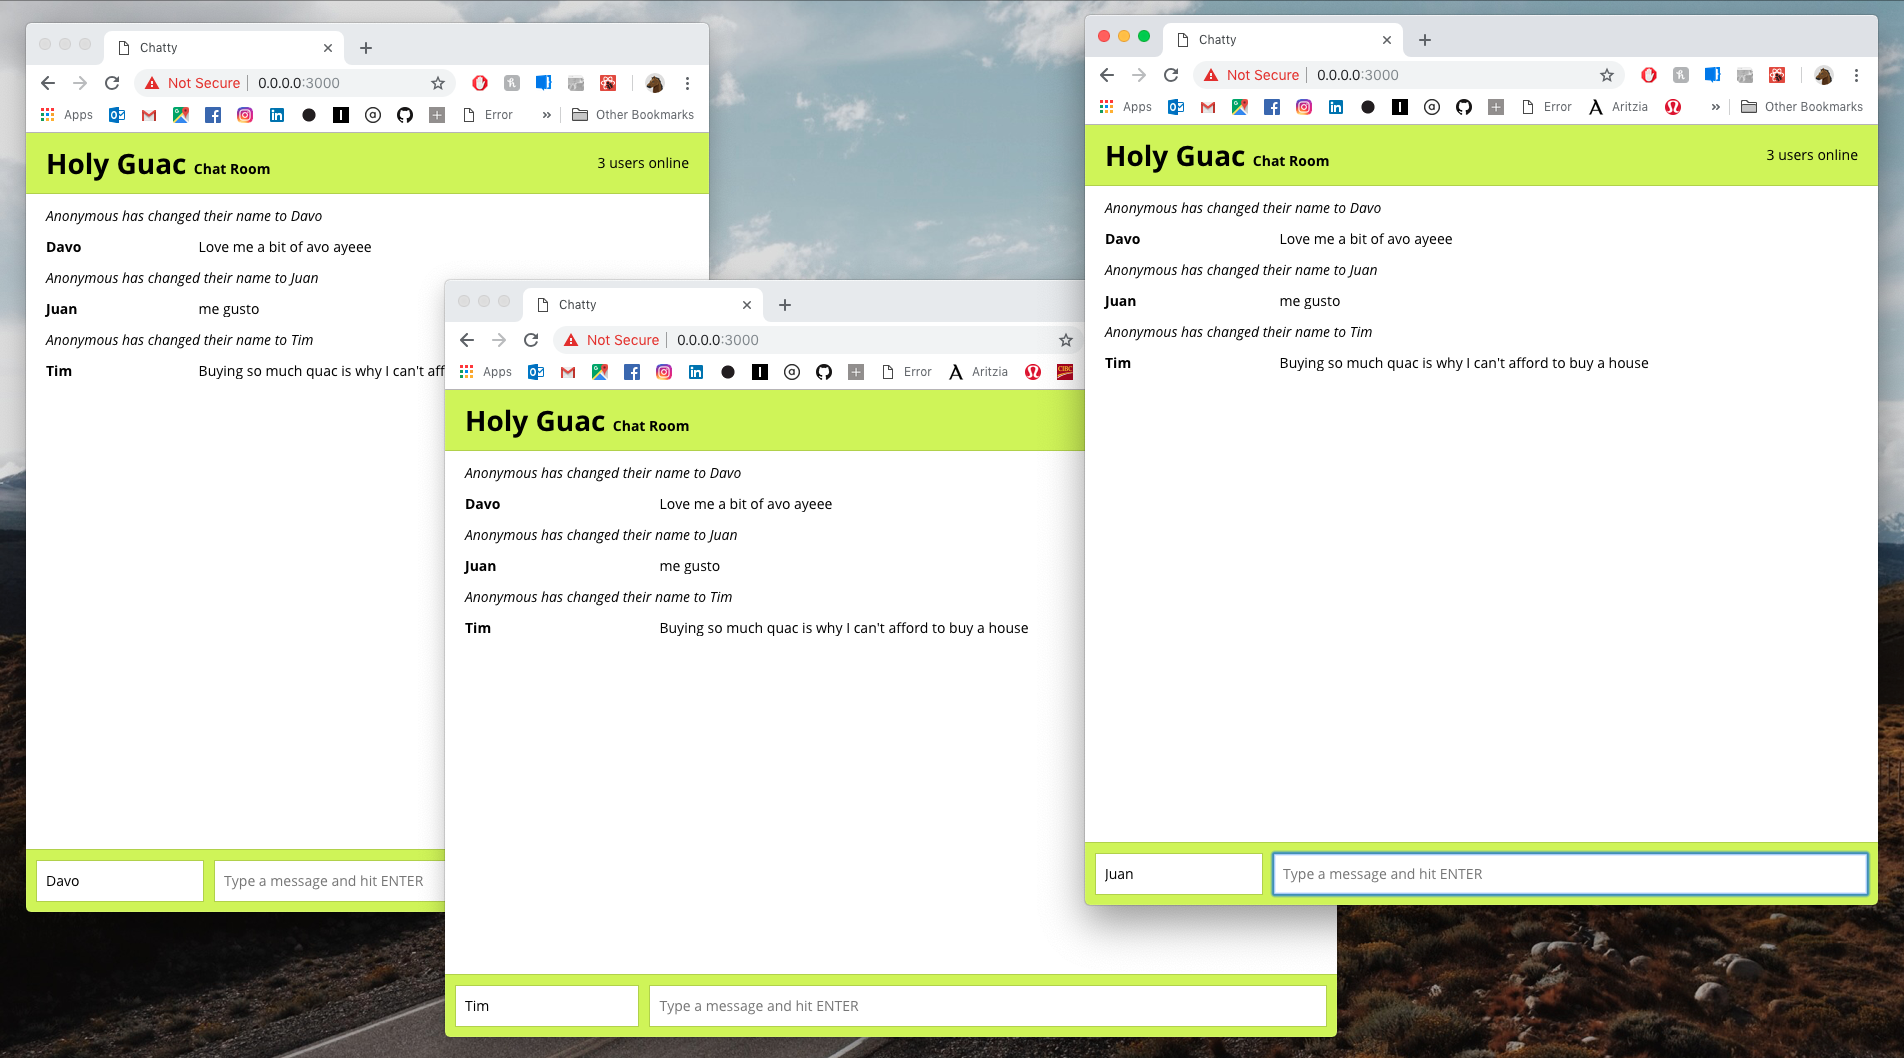 Chatty
Not Secure 0.0.0.0:3000
Apps Error » Other Bookmarks
Holy Guac Chat Room 3 users online
Anonymous has changed their name to Davo
Davo Love me a bit of avo ayeee
Anonymous has changed their name to Juan
Juan me gusto
Anonymous has changed their name to Tim
Tim Buying so much quac is why I can't aff
Davo Type a message and hit ENTER
Chatty
Not Secure 0.0.0.0:3000
Apps Error Aritzia CIBC
Holy Guac Chat Room
Anonymous has changed their name to Davo
Davo Love me a bit of avo ayeee
Anonymous has changed their name to Juan
Juan me gusto
Anonymous has changed their name to Tim
Tim Buying so much quac is why I can't afford to buy a house
Tim Type a message and hit ENTER
Chatty
Not Secure 0.0.0.0:3000
Apps Error Aritzia » Other Bookmarks
Holy Guac Chat Room 3 users online
Anonymous has changed their name to Davo
Davo Love me a bit of avo ayeee
Anonymous has changed their name to Juan
Juan me gusto
Anonymous has changed their name to Tim
Tim Buying so much quac is why I can't afford to buy a house
Juan Type a message and hit ENTER